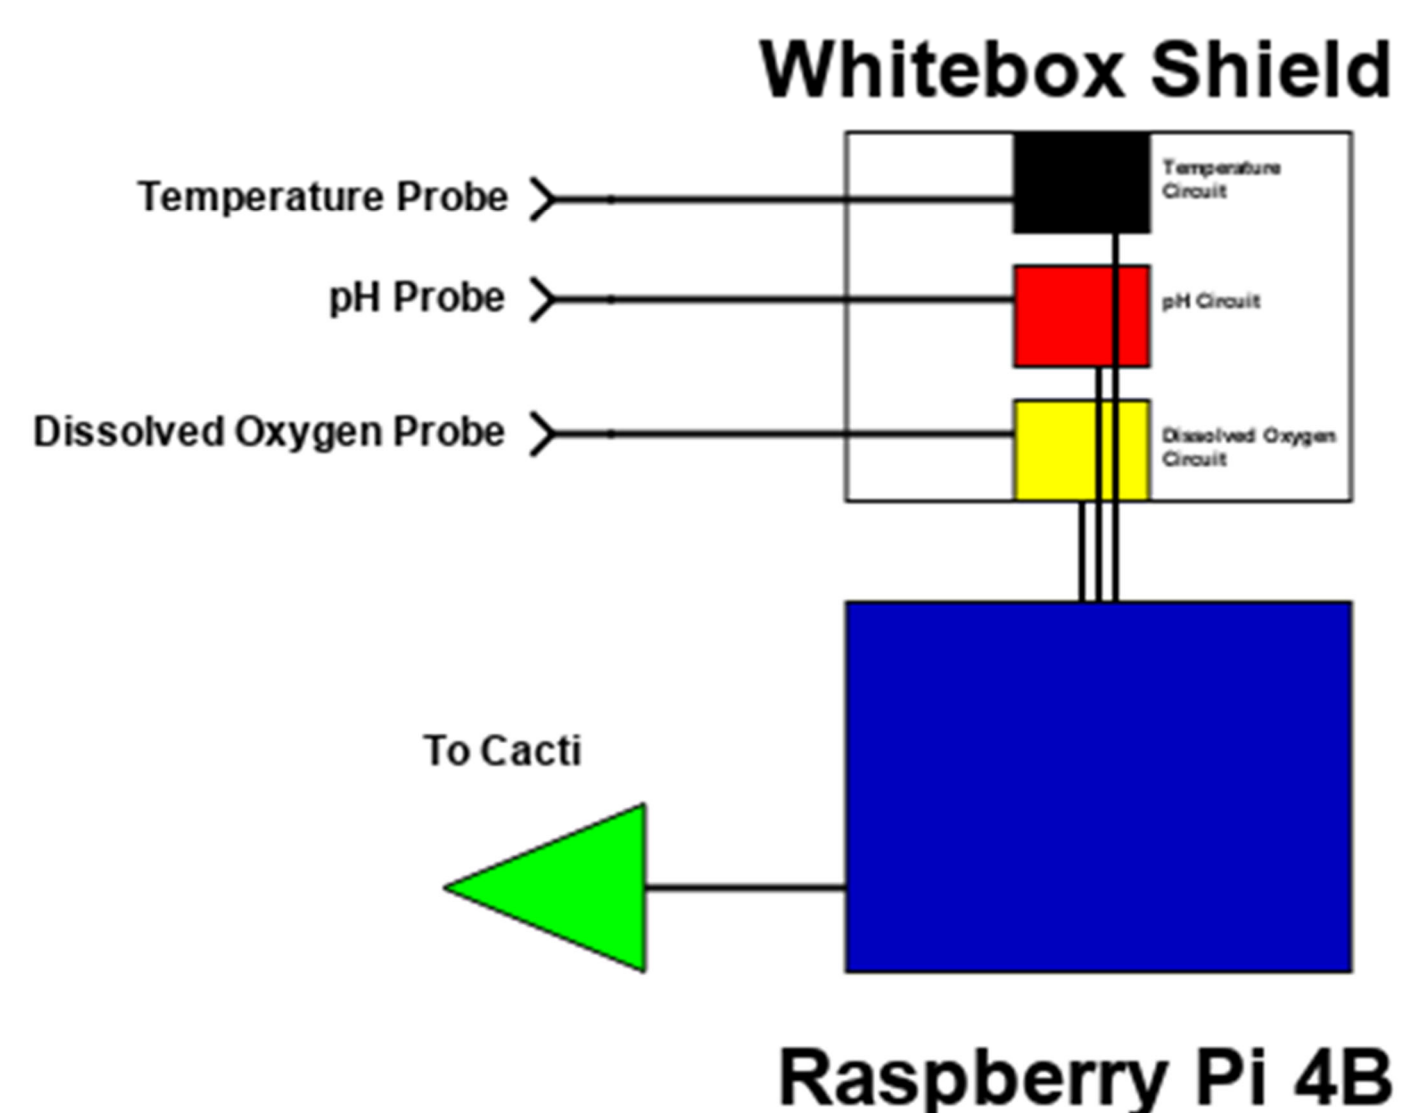 Whitebox Shield
Temperature Probe
Temperature
Circuit
pH Probe
pH Circuit
Dissolved Oxygen Probe
Dissolved Oxygen
Circuit
To Cacti
Raspberry Pi 4B